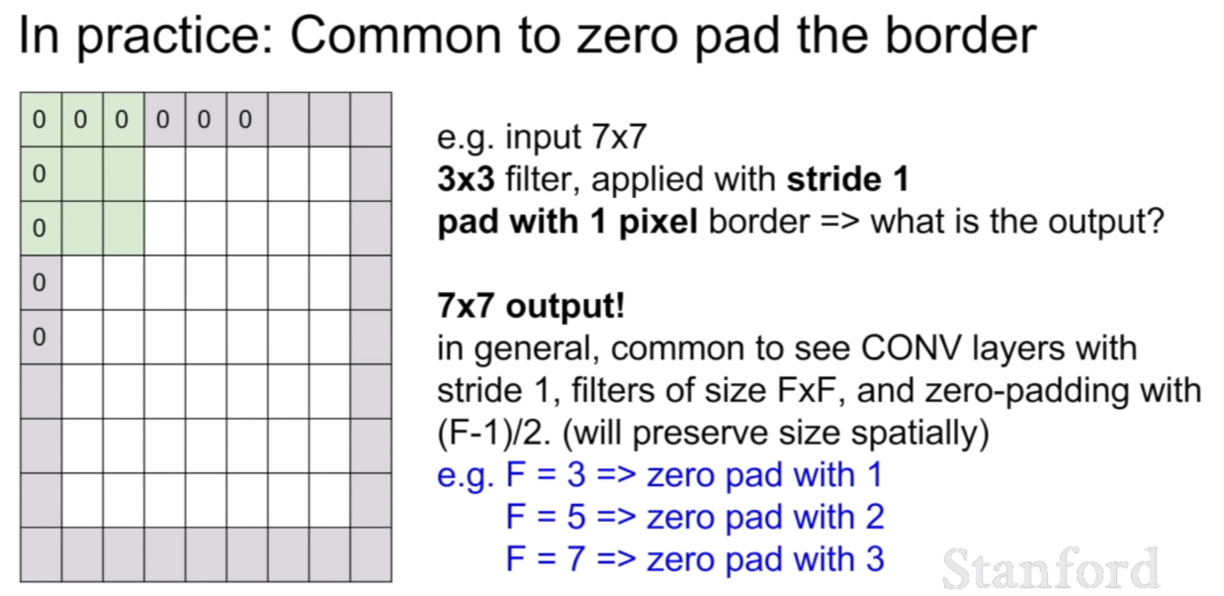 In practice: Common to zero pad the border
0 0 0 0 0 0
0
0
0
0
e.g. input 7x7
3x3 filter, applied with stride 1
pad with 1 pixel border => what is the output?
7x7 output!
in general, common to see CONV layers with
stride 1, filters of size FxF, and zero-padding with
(F-1)/2. (will preserve size spatially)
e.g. F = 3 => zero pad with 1
F = 5 => zero pad with 2
F = 7 => zero pad with 3
Stanford